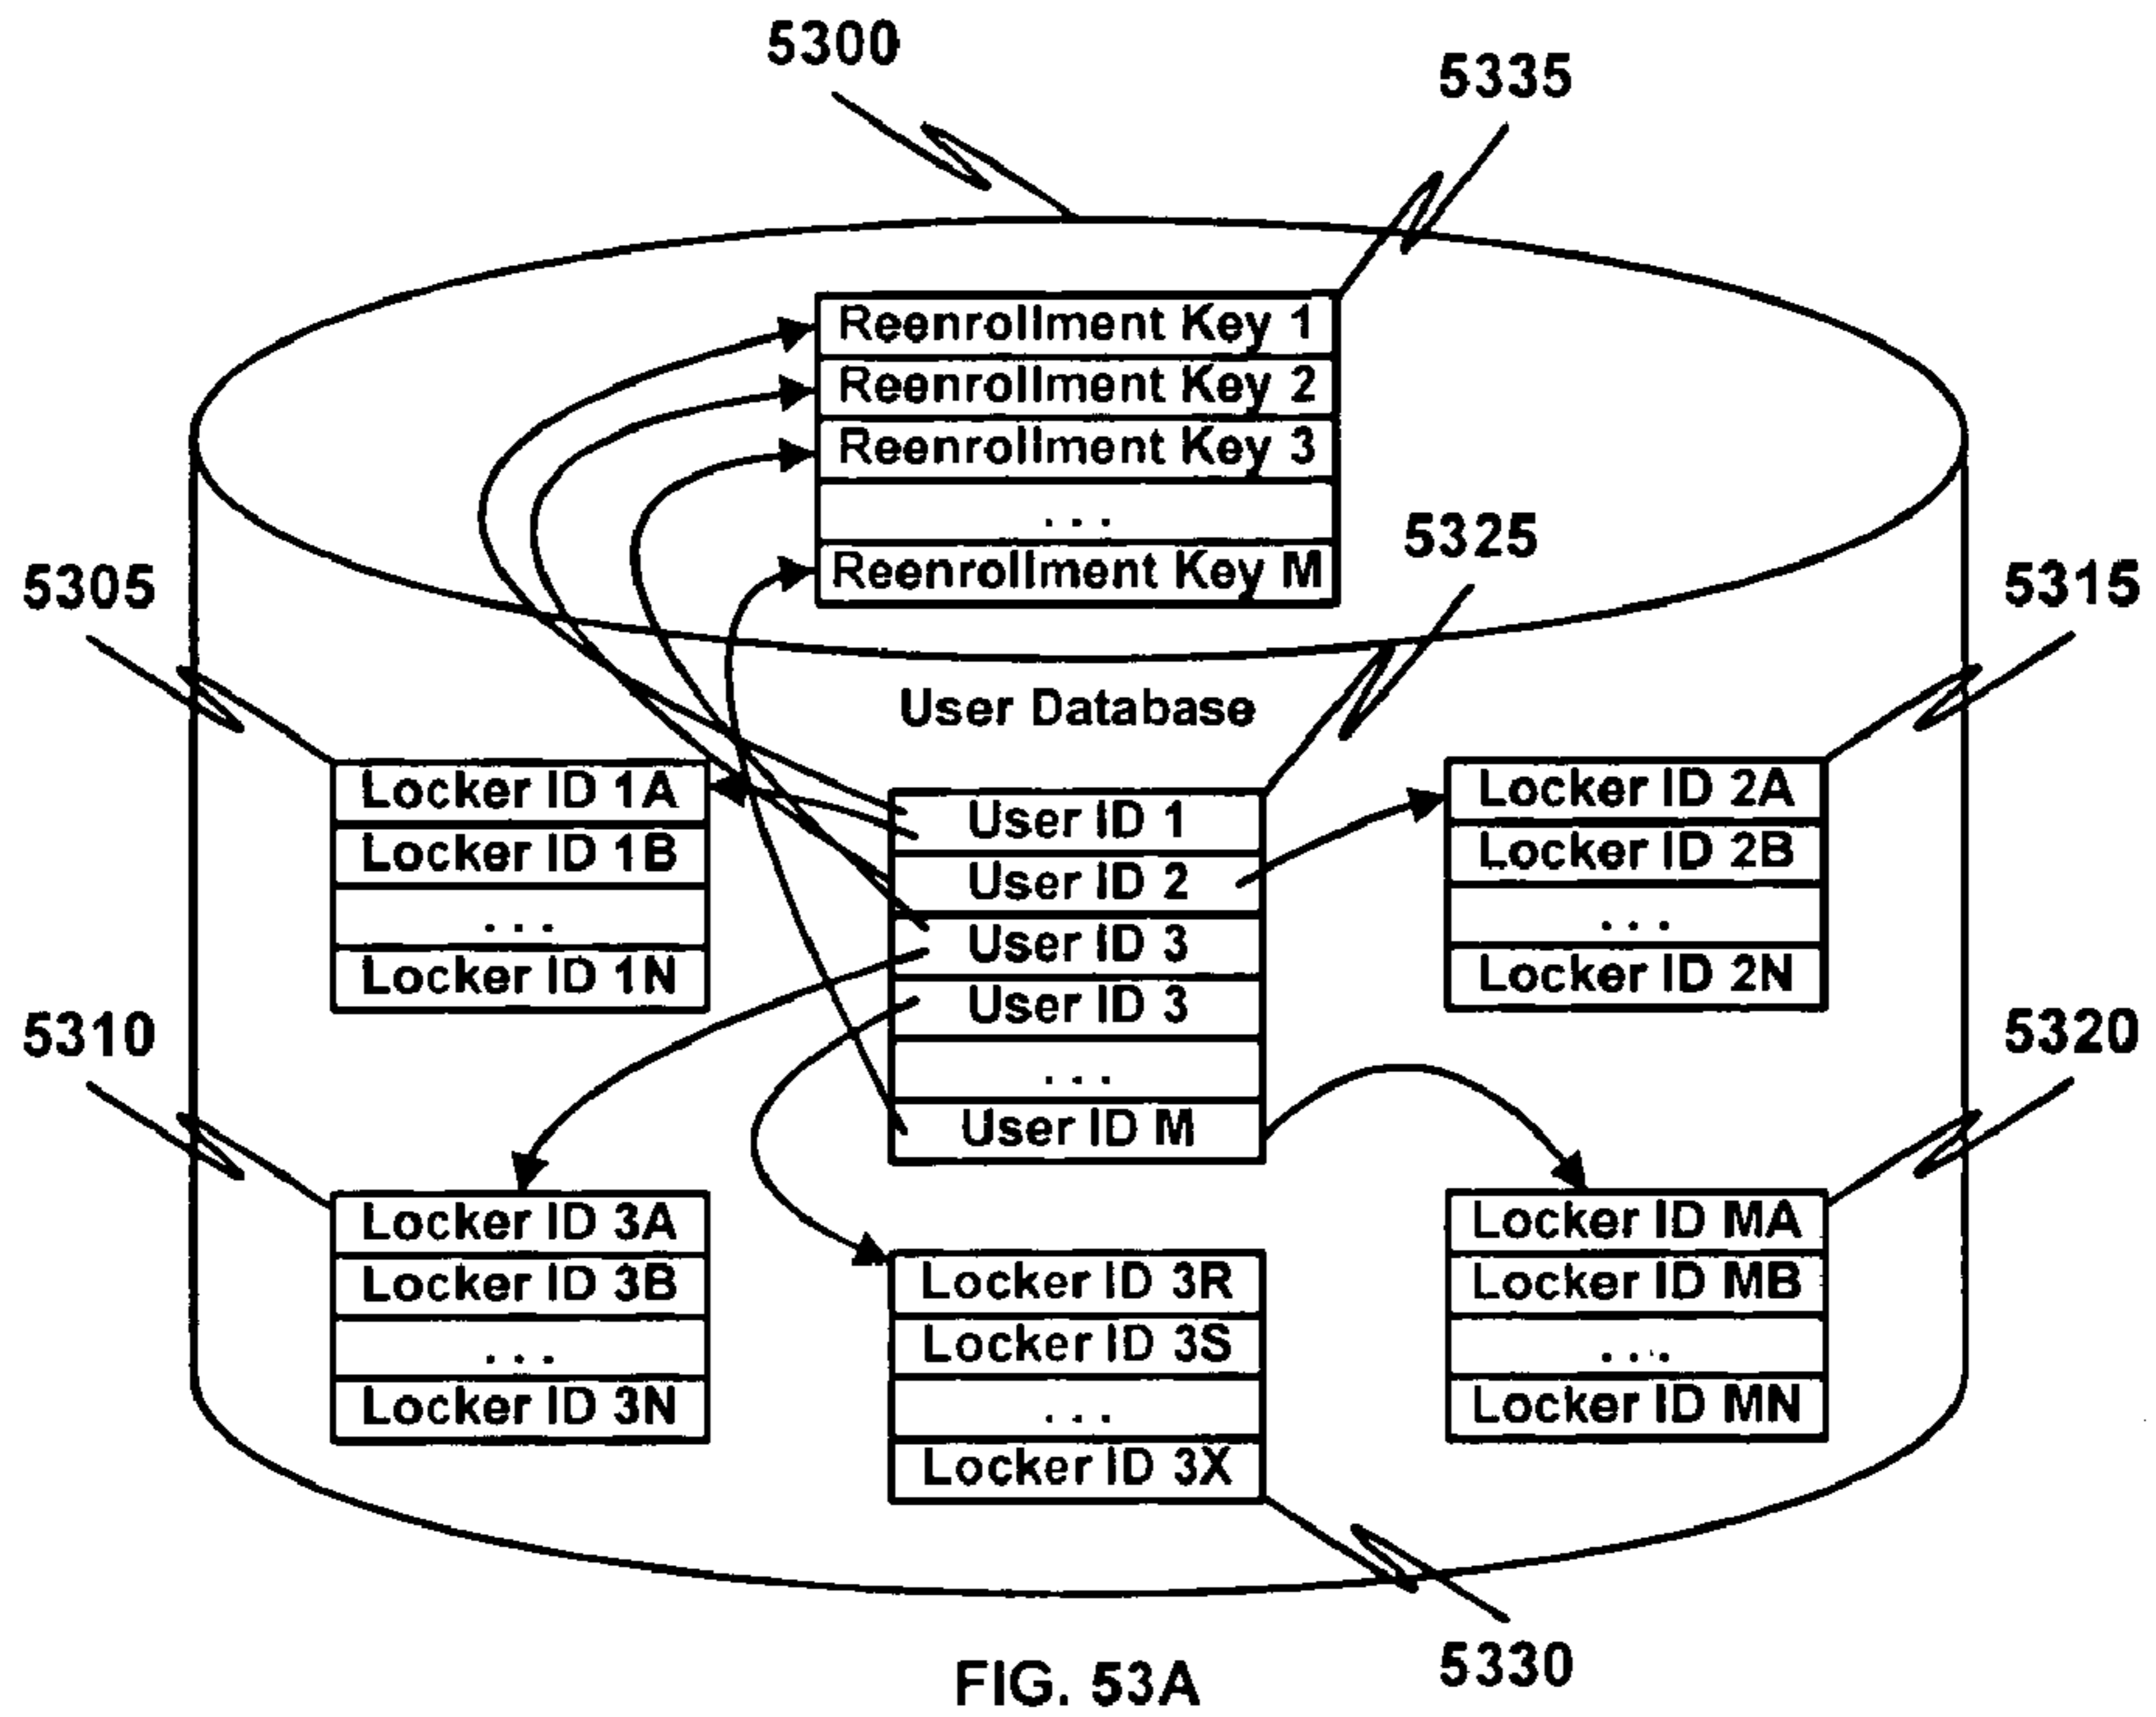 5300
5335
Reenrollment Key 1
Reenrollment Key 2
Reenrollment Key 3
. . .
Reenrollment Key M
5325
5305
5315
User Database
Locker ID 1A
Locker ID 1B
. . .
Locker ID 1N
User ID 1
User ID 2
User ID 3
User ID 3
. . .
User ID M
Locker ID 2A
Locker ID 2B
. . .
Locker ID 2N
5310
5320
Locker ID 3A
Locker ID 3B
. . .
Locker ID 3N
Locker ID 3R
Locker ID 3S
. . .
Locker ID 3X
Locker ID MA
Locker ID MB
. . .
Locker ID MN
5330
FIG. 53A